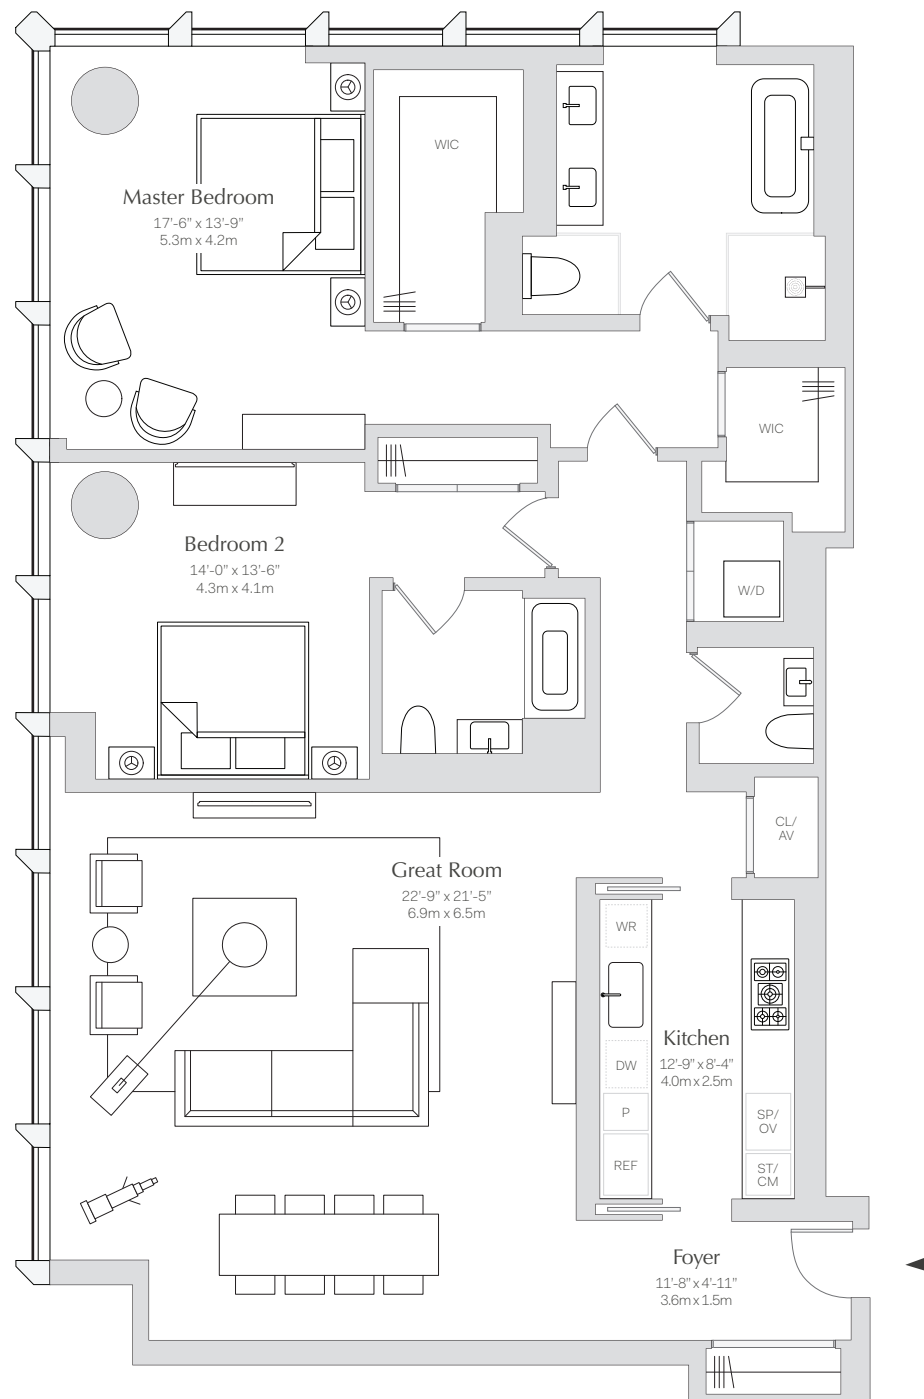 WIC
Master Bedroom
17'-6" x 13'-9"
5.3m x 4.2m
WIC
Bedroom 2
14'-0" x 13'-6"
4.3m x 4.1m
W/D
CL/
AV
Great Room
22'-9" x 21'-5"
6.9m x 6.5m
WR
Kitchen
12'-9" x 8'-4"
4.0m x 2.5m
DW
P
REF
SP/
OV
ST/
CM
Foyer
11'-8" x 4'-11"
3.6m x 1.5m